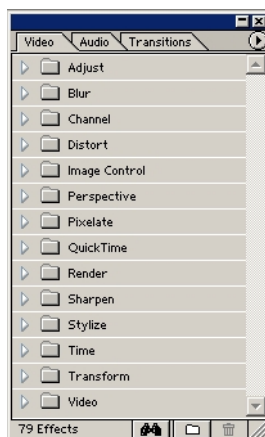 Video Audio Transitions
Adjust
Blur
Channel
Distort
Image Control
Perspective
Pixelate
QuickTime
Render
Sharpen
Stylize
Time
Transform
Video
79 Effects